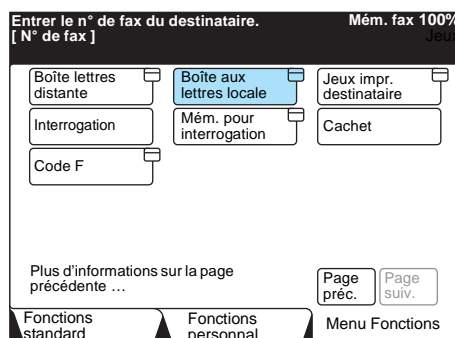 Entrer le n° de fax du destinataire. Mém. fax 100%
[ N° de fax ] Jeux
Boîte lettres distante
Boîte aux lettres locale
Jeux impr. destinataire
Interrogation
Mém. pour interrogation
Cachet
Code F
Plus d'informations sur la page
précédente …
Page préc.
Page suiv.
Fonctions standard
Fonctions personnal
Menu Fonctions